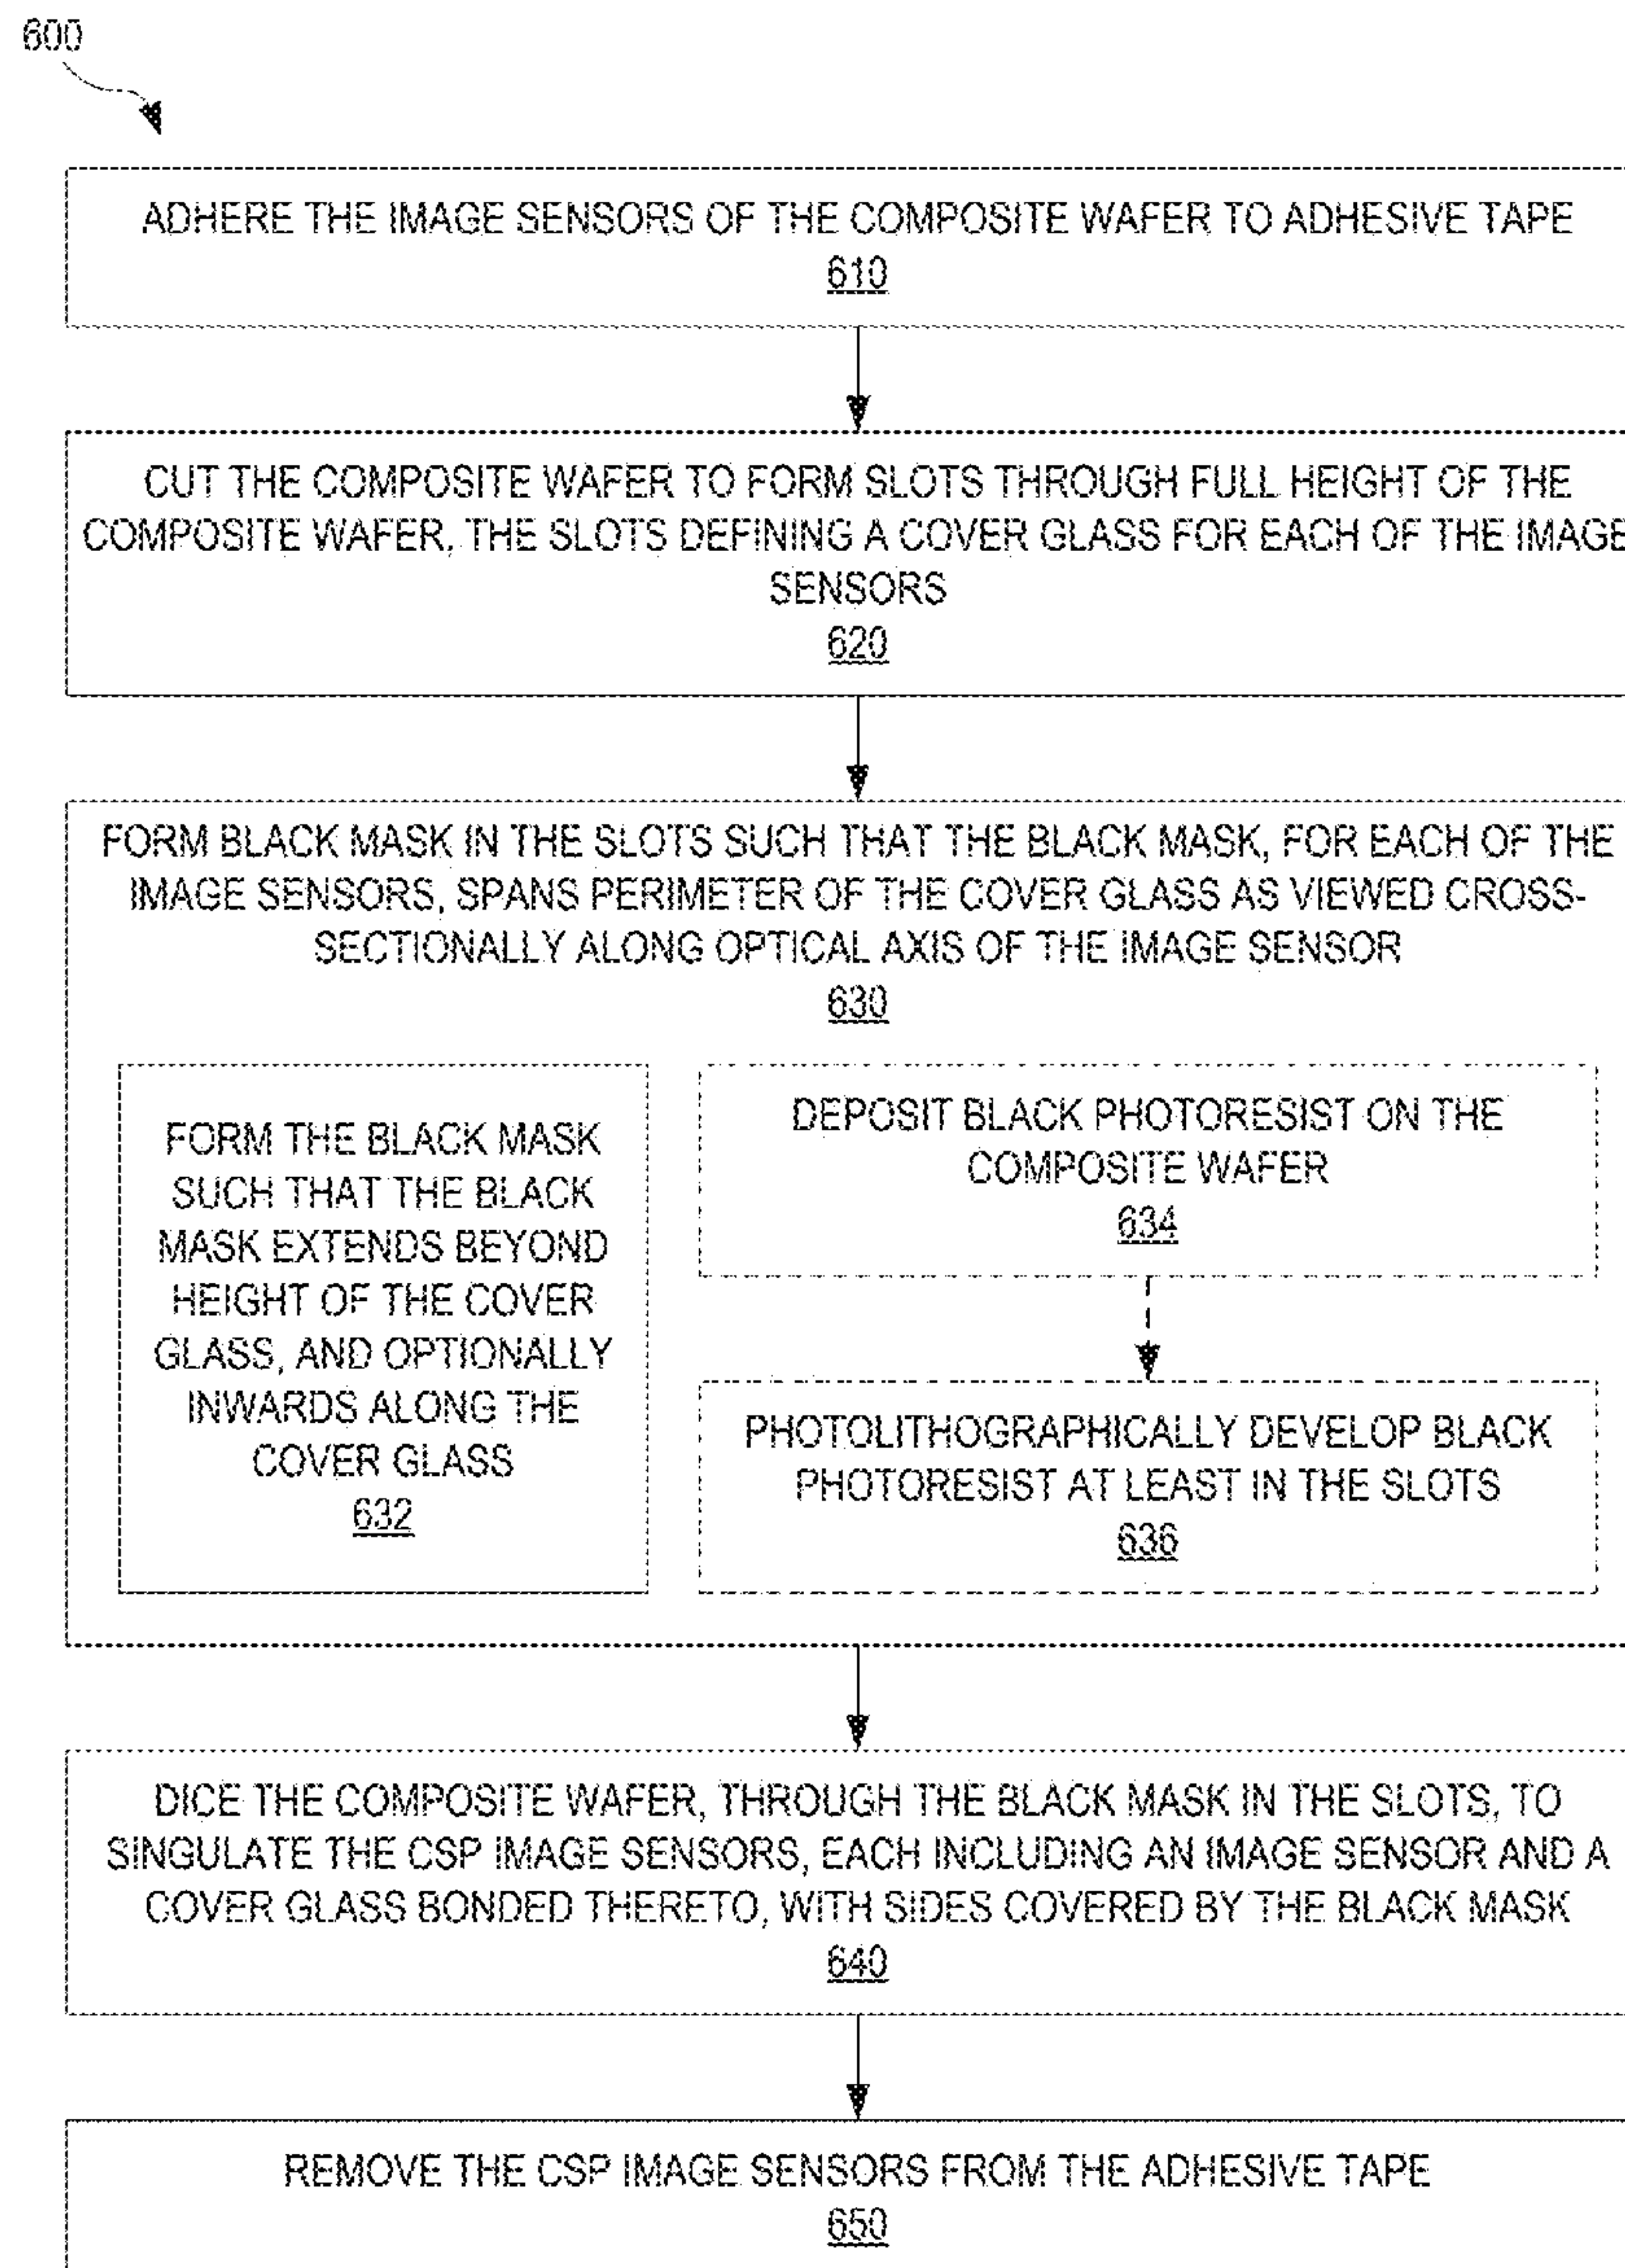 600
ADHERE THE IMAGE SENSORS OF THE COMPOSITE WAFER TO ADHESIVE TAPE
610
CUT THE COMPOSITE WAFER TO FORM SLOTS THROUGH FULL HEIGHT OF THE
COMPOSITE WAFER, THE SLOTS DEFINING A COVER GLASS FOR EACH OF THE IMAGE
SENSORS
620
FORM BLACK MASK IN THE SLOTS SUCH THAT THE BLACK MASK, FOR EACH OF THE
IMAGE SENSORS, SPANS PERIMETER OF THE COVER GLASS AS VIEWED CROSS-
SECTIONALLY ALONG OPTICAL AXIS OF THE IMAGE SENSOR
630
FORM THE BLACK MASK
SUCH THAT THE BLACK
MASK EXTENDS BEYOND
HEIGHT OF THE COVER
GLASS, AND OPTIONALLY
INWARDS ALONG THE
COVER GLASS
632
DEPOSIT BLACK PHOTORESIST ON THE
COMPOSITE WAFER
634
PHOTOLITHOGRAPHICALLY DEVELOP BLACK
PHOTORESIST AT LEAST IN THE SLOTS
636
DICE THE COMPOSITE WAFER, THROUGH THE BLACK MASK IN THE SLOTS, TO
SINGULATE THE CSP IMAGE SENSORS, EACH INCLUDING AN IMAGE SENSOR AND A
COVER GLASS BONDED THERETO, WITH SIDES COVERED BY THE BLACK MASK
640
REMOVE THE CSP IMAGE SENSORS FROM THE ADHESIVE TAPE
650